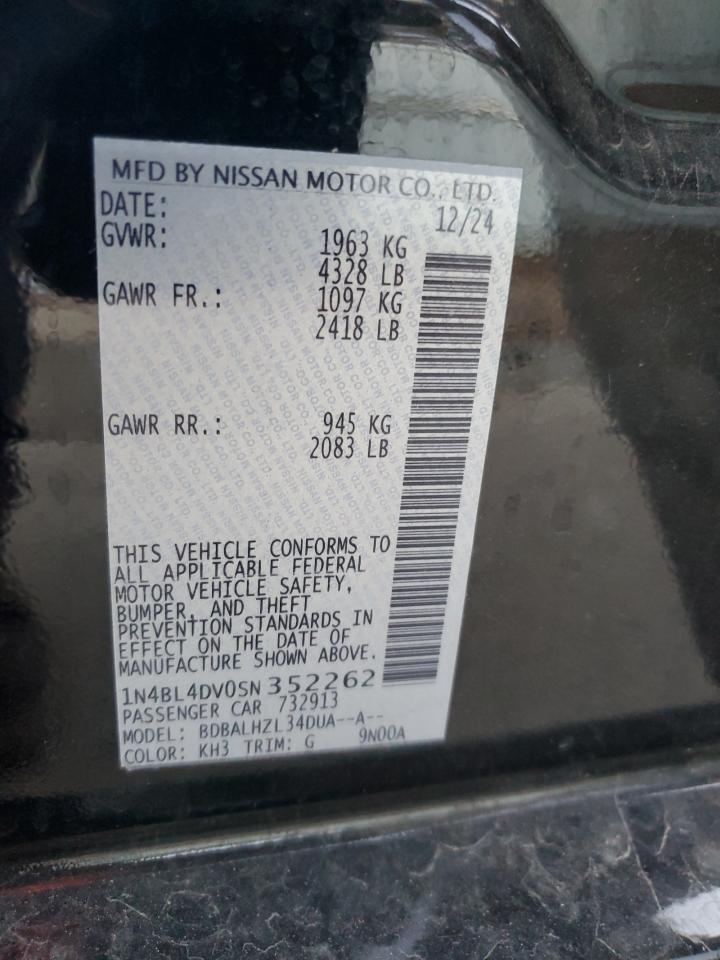 MFD BY NISSAN MOTOR CO., LTD.
DATE: 12/24
GVWR: 1963 KG
4328 LB
GAWR FR.: 1097 KG
2418 LB
GAWR RR.: 945 KG
2083 LB
THIS VEHICLE CONFORMS TO
ALL APPLICABLE FEDERAL
MOTOR VEHICLE SAFETY,
BUMPER, AND THEFT
PREVENTION STANDARDS IN
EFFECT ON THE DATE OF
MANUFACTURE SHOWN ABOVE.
1N4BL4DV0SN352262
PASSENGER CAR 732913
MODEL: BDBALHZL34DUA--A--
COLOR: KH3 TRIM: G 9N00A